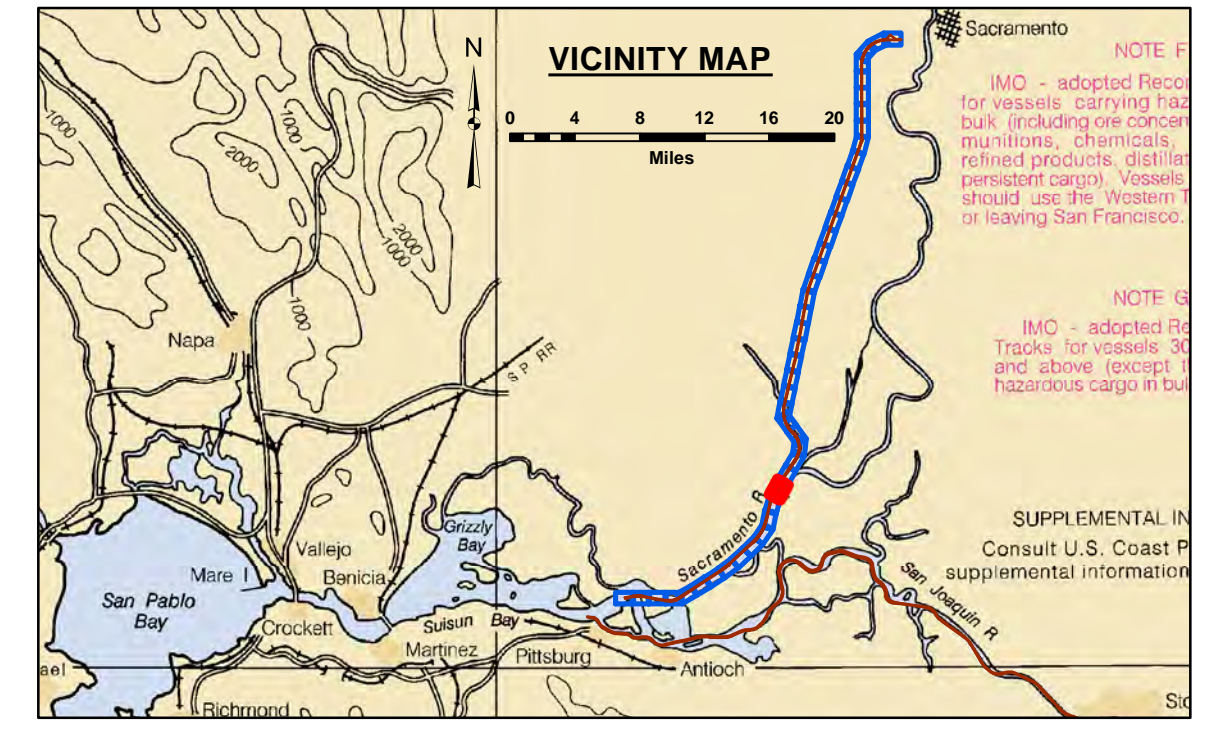 VICINITY MAP
N
0 4 8 12 16 20
Miles
Sacramento
NOTE F
IMO - adopted Recor
for vessels carrying haz
bulk (including ore concen
munitions, chemicals,
refined products, distillat
persistent cargo). Vessels
should use the Western T
or leaving San Francisco.
NOTE G
IMO - adopted Re
Tracks for vessels 30
and above (except t
hazardous cargo in bul
SUPPLEMENTAL IN
Consult U.S. Coast P
supplemental information
1000
2000
1000
2000
1000
1000
Napa
S P RR
Vallejo
Mare I
Benicia
San Pablo
Bay
Crockett
Grizzly
Bay
Suisun Bay
Martinez
Pittsburg
Antioch
Sacramento R
San Joaquin R
ael
Richmond
Sto